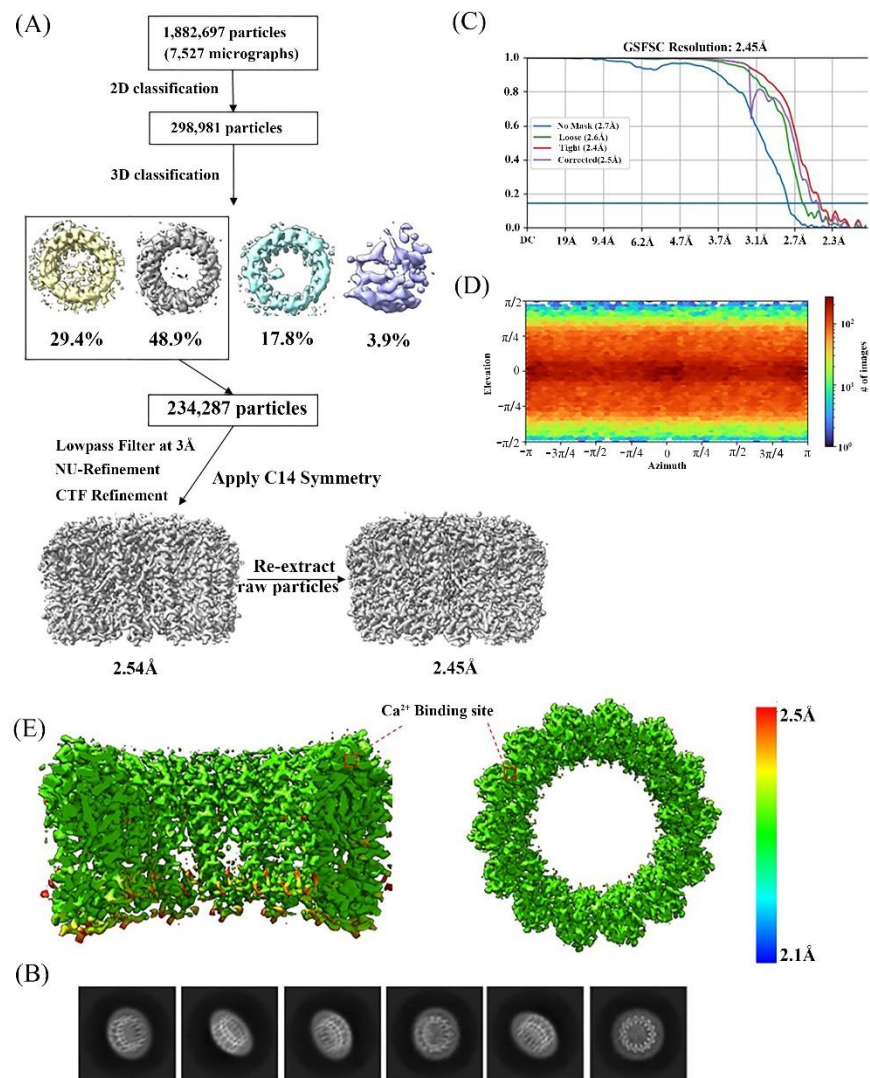 (A)
1,882,697 particles
(7,527 micrographs)
2D classification
298,981 particles
3D classification
29.4%
48.9%
17.8%
3.9%
234,287 particles
Lowpass Filter at 3Å
NU-Refinement
CTF Refinement
Apply C14 Symmetry
Re-extract
raw particles
2.54Å
2.45Å
(C)
GSFSC Resolution: 2.45Å
1.0
0.8
0.6
0.4
0.2
0.0
No Mask (2.7Å)
Loose (2.6Å)
Tight (2.4Å)
Corrected(2.5Å)
DC
19Å
9.4Å
6.2Å
4.7Å
3.7Å
3.1Å
2.7Å
2.3Å
(D)
π/2
π/4
0
−π/4
−π/2
Elevation
−π
−3π/4
−π/2
−π/4
0
π/4
π/2
3π/4
π
Azimuth
10²
10¹
10⁰
# of images
(E)
Ca²⁺ Binding site
2.5Å
2.1Å
(B)